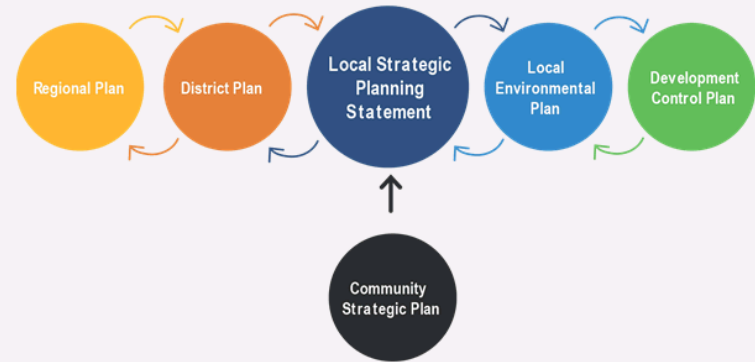 Regional Plan
District Plan
Local Strategic
Planning
Statement
Local
Environmental
Plan
Development
Control Plan
Community
Strategic Plan